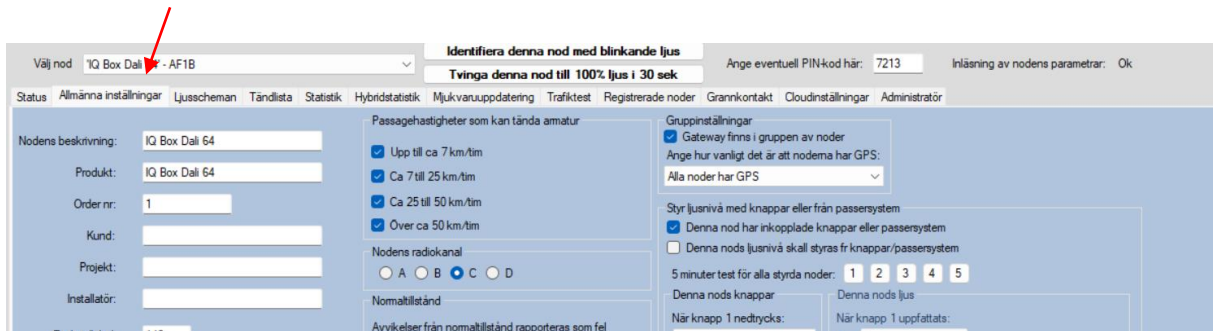 Identifiera denna nod med blinkande ljus
Välj nod 'IQ Box Dali - AF1B Ange eventuell PIN-kod här: 7213 Inläsning av nodens parametrar: Ok
Tvinga denna nod till 100% ljus i 30 sek
Status Allmänna inställningar Ljusscheman Tändlista Statistik Hybridstatistik Mjukvaruuppdatering Trafiktest Registrerade noder Grannkontakt Cloudinställningar Administratör
Nodens beskrivning: IQ Box Dali 64
Produkt: IQ Box Dali 64
Order nr: 1
Kund:
Projekt:
Installatör:
Passagehastigheter som kan tända armatur
Upp till ca 7 km/tim
Ca 7 till 25 km/tim
Ca 25 till 50 km/tim
Över ca 50 km/tim
Nodens radiokanal
A B C D
Normaltillstånd
Avvikelser från normaltillstånd rapporteras som fel
Gruppinställningar
Gateway finns i gruppen av noder
Ange hur vanligt det är att noderna har GPS:
Alla noder har GPS
Styr ljusnivå med knappar eller från passersystem
Denna nod har inkopplade knappar eller passersystem
Denna nods ljusnivå skall styras fr knappar/passersystem
5 minuter test för alla styrda noder: 1 2 3 4 5
Denna nods knappar Denna nods ljus
När knapp 1 nedtrycks: När knapp 1 uppfattats: